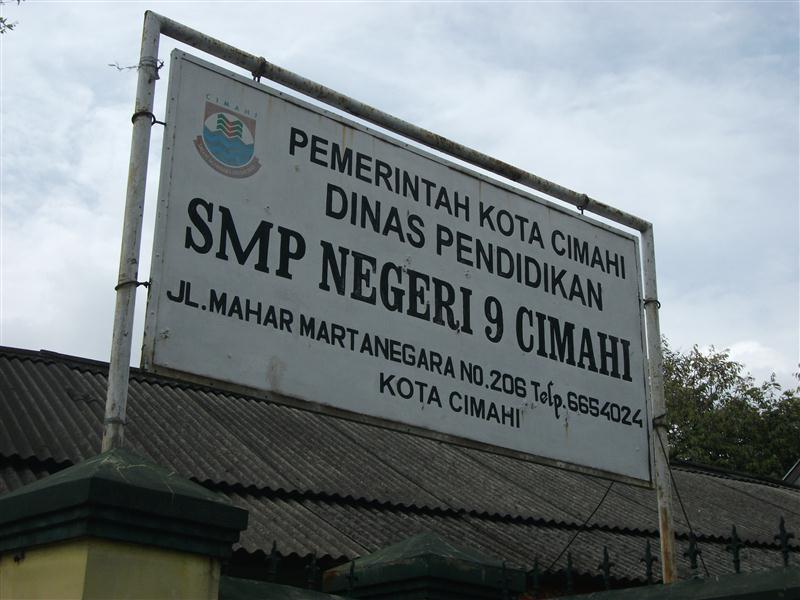 CIMAHI
PEMERINTAH KOTA CIMAHI
DINAS PENDIDIKAN
SMP NEGERI 9 CIMAHI
JL.MAHAR MARTANEGARA NO.206 Telp.6654024
KOTA CIMAHI